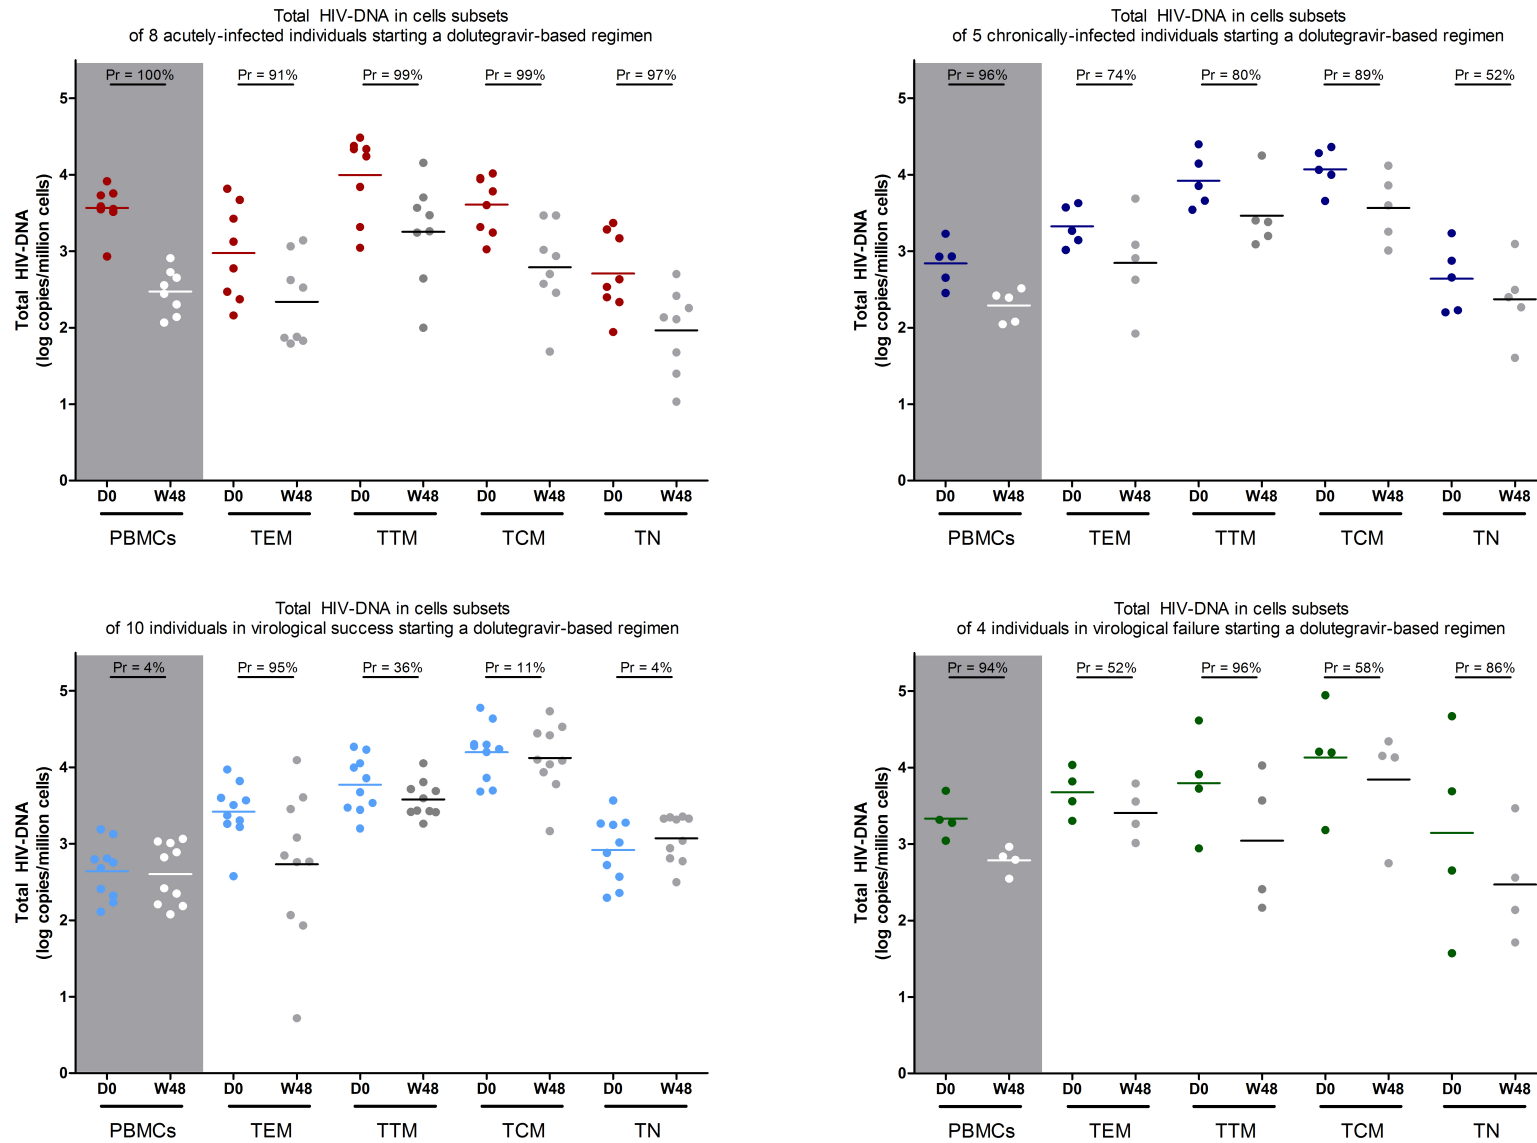 Total HIV-DNA in cells subsets
of 8 acutely-infected individuals starting a dolutegravir-based regimen
Pr = 100% Pr = 91% Pr = 99% Pr = 99% Pr = 97%
Total HIV-DNA
(log copies/million cells)
5
4
3
2
1
0
D0 W48 D0 W48 D0 W48 D0 W48 D0 W48
PBMCs TEM TTM TCM TN
Total HIV-DNA in cells subsets
of 5 chronically-infected individuals starting a dolutegravir-based regimen
Pr = 96% Pr = 74% Pr = 80% Pr = 89% Pr = 52%
Total HIV-DNA
(log copies/million cells)
5
4
3
2
1
0
D0 W48 D0 W48 D0 W48 D0 W48 D0 W48
PBMCs TEM TTM TCM TN
Total HIV-DNA in cells subsets
of 10 individuals in virological success starting a dolutegravir-based regimen
Pr = 4% Pr = 95% Pr = 36% Pr = 11% Pr = 4%
Total HIV-DNA
(log copies/million cells)
5
4
3
2
1
0
D0 W48 D0 W48 D0 W48 D0 W48 D0 W48
PBMCs TEM TTM TCM TN
Total HIV-DNA in cells subsets
of 4 individuals in virological failure starting a dolutegravir-based regimen
Pr = 94% Pr = 52% Pr = 96% Pr = 58% Pr = 86%
Total HIV-DNA
(log copies/million cells)
5
4
3
2
1
0
D0 W48 D0 W48 D0 W48 D0 W48 D0 W48
PBMCs TEM TTM TCM TN